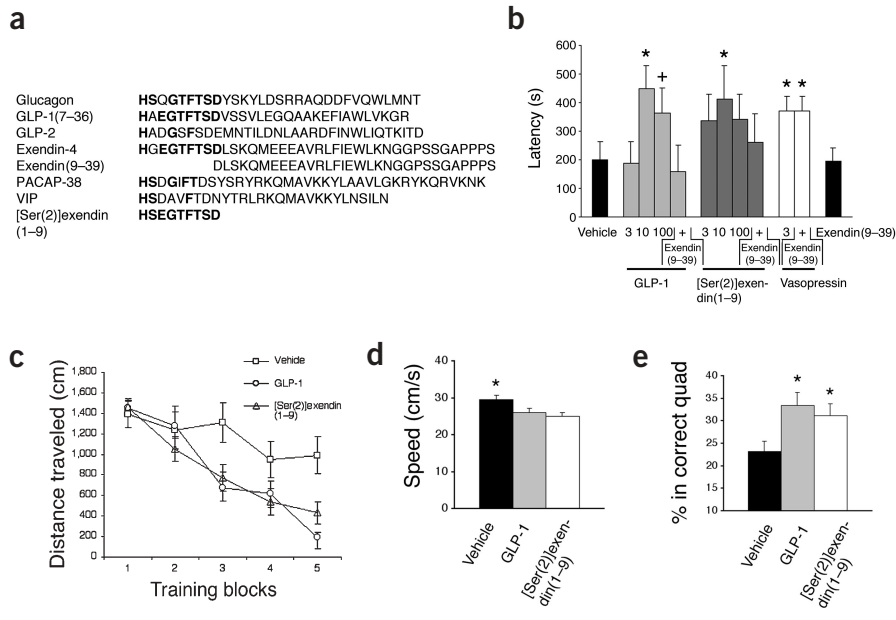 a
Glucagon HSQGTFTSDYSKYLDSRRAQDDFVQWLMNT
GLP-1(7–36) HAEGTFTSDVSSVLEGQAAKEFIAWLVKGR
GLP-2 HADGSFSDEMNTILDNLAARDFINWLIQTKITD
Exendin-4 HGEGTFTSDLSKQMEEEAVRLFIEWLKNGGPSSGAPPPS
Exendin(9–39) DLSKQMEEEAVRLFIEWLKNGGPSSGAPPPS
PACAP-38 HSDGIFTDSYSRYRKQMAVKKYLAAVLGKRYKQRVKNK
VIP HSDAVFTDNYTRLRKQMAVKKYLNSILN
[Ser(2)]exendin HSEGTFTSD
(1–9)
b
Latency (s)
600
500
400
300
200
100
0
* + * * *
Vehicle 3 10 100 + 3 10 100 + 3 + Exendin(9–39)
Exendin Exendin Exendin
(9–39) (9–39) (9–39)
GLP-1 [Ser(2)]exen- Vasopressin
din(1–9)
c
Distance traveled (cm)
1,800
1,600
1,400
1,200
1,000
800
600
400
200
0
Vehicle
GLP-1
[Ser(2)]exendin
(1–9)
1 2 3 4 5
Training blocks
d
Speed (cm/s)
40
30
20
10
0
*
Vehicle
GLP-1
[Ser(2)]exen-
din(1–9)
e
% in correct quad
40
35
30
25
20
15
10
* *
Vehicle
GLP-1
[Ser(2)]exen-
din(1–9)